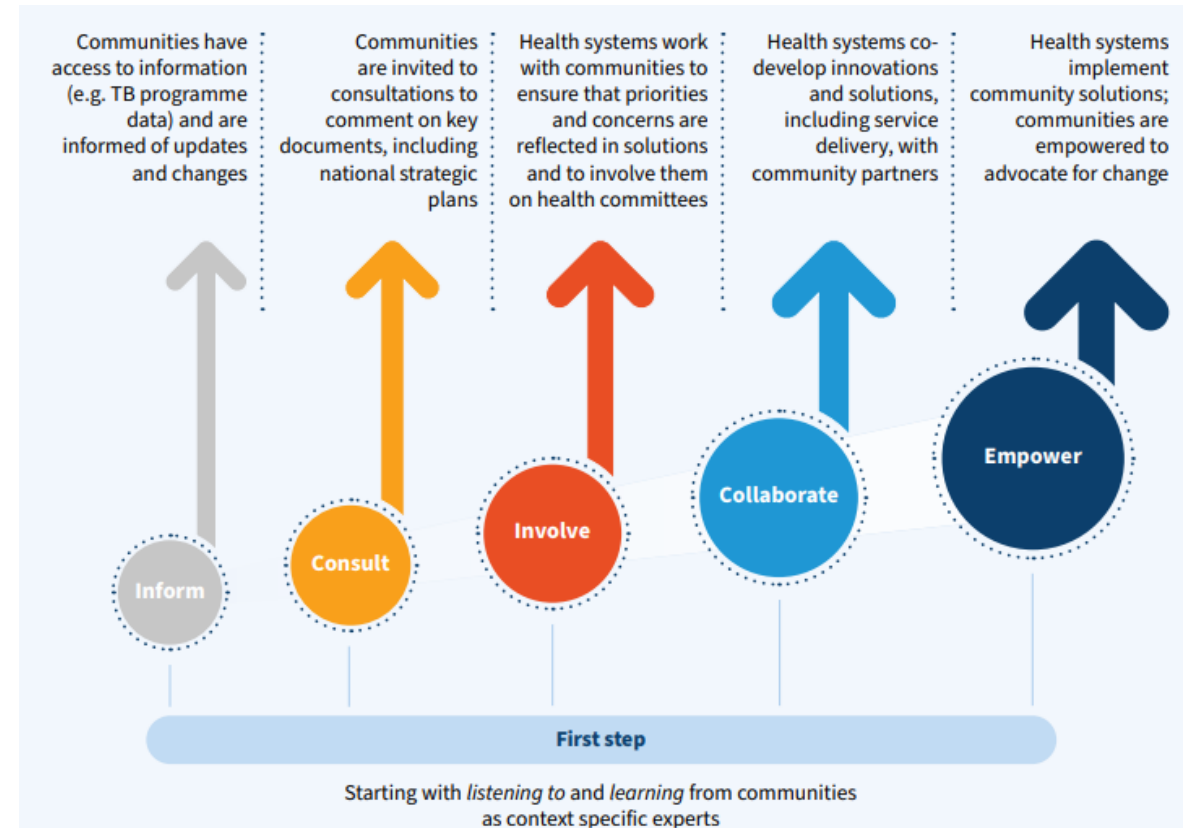 Communities have
access to information
(e.g. TB programme
data) and are
informed of updates
and changes
Communities
are invited to
consultations to
comment on key
documents, including
national strategic
plans
Health systems work
with communities to
ensure that priorities
and concerns are
reflected in solutions
and to involve them
on health committees
Health systems co-
develop innovations
and solutions,
including service
delivery, with
community partners
Health systems
implement
community solutions;
communities are
empowered to
advocate for change
Inform
Consult
Involve
Collaborate
Empower
First step
Starting with listening to and learning from communities
as context specific experts